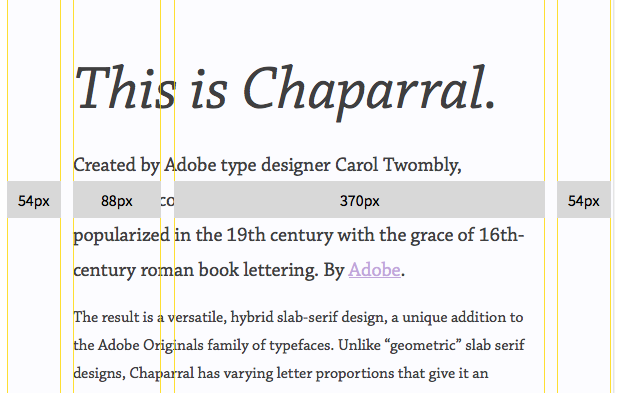 This is Chaparral.
Created by Adobe type designer Carol Twombly,
54px 88px co 370px 54px
popularized in the 19th century with the grace of 16th-
century roman book lettering. By Adobe.
The result is a versatile, hybrid slab-serif design, a unique addition to
the Adobe Originals family of typefaces. Unlike “geometric” slab serif
designs, Chaparral has varying letter proportions that give it an